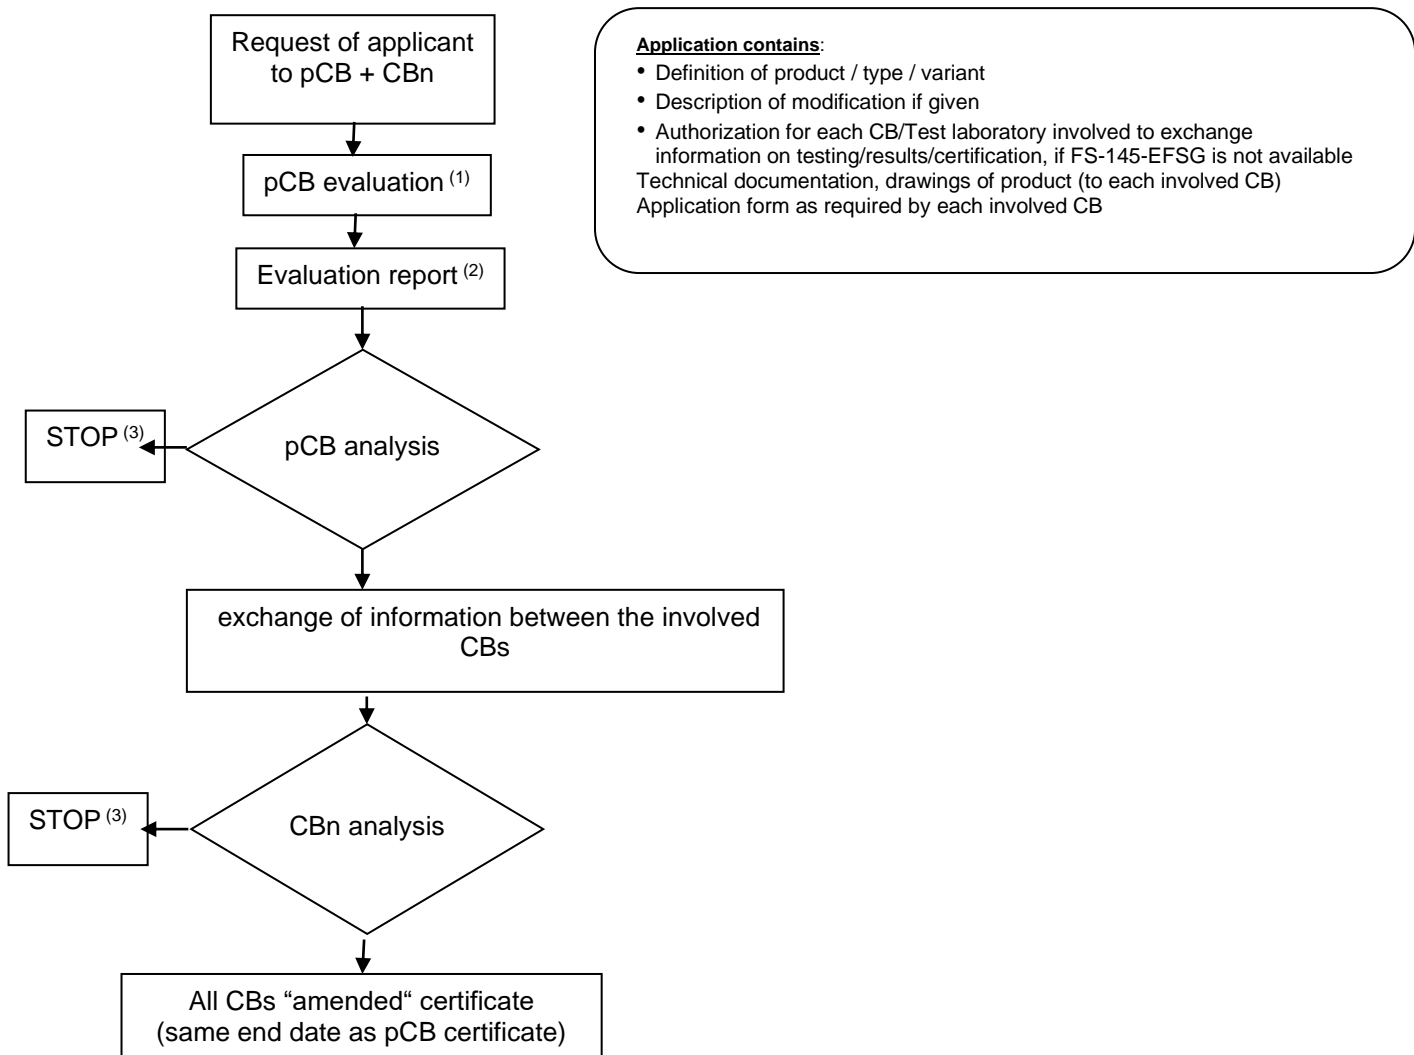 Request of applicant
to pCB + CBn
Application contains:
• Definition of product / type / variant
• Description of modification if given
• Authorization for each CB/Test laboratory involved to exchange
information on testing/results/certification, if FS-145-EFSG is not available
Technical documentation, drawings of product (to each involved CB)
Application form as required by each involved CB
pCB evaluation (1)
Evaluation report (2)
pCB analysis
STOP (3)
exchange of information between the involved
CBs
CBn analysis
STOP (3)
All CBs “amended“ certificate
(same end date as pCB certificate)